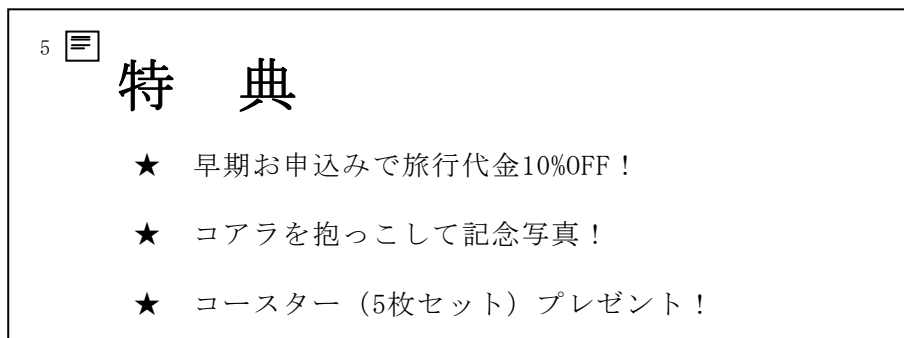 5
特　典
★　早期お申込みで旅行代金10%OFF！
★　コアラを抱っこして記念写真！
★　コースター（5枚セット）プレゼント！